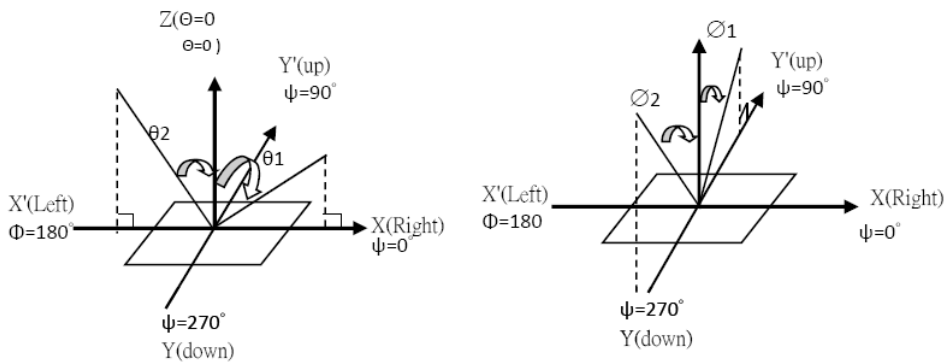 Z(Θ=0
Θ=0 )
Y'(up)
ψ=90°
θ2
θ1
X'(Left)
Φ=180°
X(Right)
ψ=0°
ψ=270°
Y(down)
∅1
Y'(up)
ψ=90°
∅2
X'(Left)
Φ=180
X(Right)
ψ=0°
ψ=270°
Y(down)